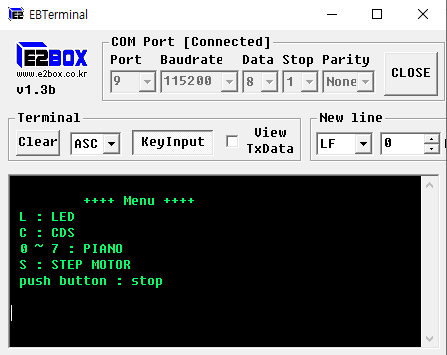 EBTerminal
E2BOX
www.e2box.co.kr
v1.3b
COM Port [Connected]
Port Baudrate Data Stop Parity
9 115200 8 1 None
CLOSE
Terminal
Clear ASC KeyInput View TxData
New line
LF 0
++++ Menu ++++
L : LED
C : CDS
0 ~ 7 : PIANO
S : STEP MOTOR
push button : stop